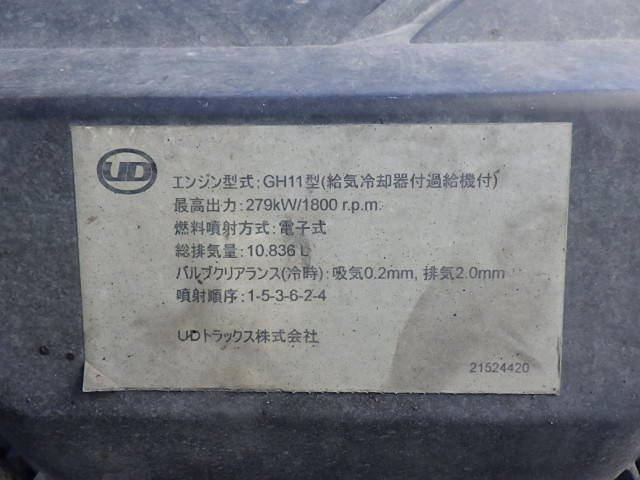 UD
エンジン型式:GH11型(給気冷却器付過給機付)
最高出力:279kW/1800 r.p.m.
燃料噴射方式:電子式
総排気量:10.836 L
バルブクリアランス(冷時):吸気0.2mm, 排気2.0mm
噴射順序:1-5-3-6-2-4
UDトラックス株式会社
21524420